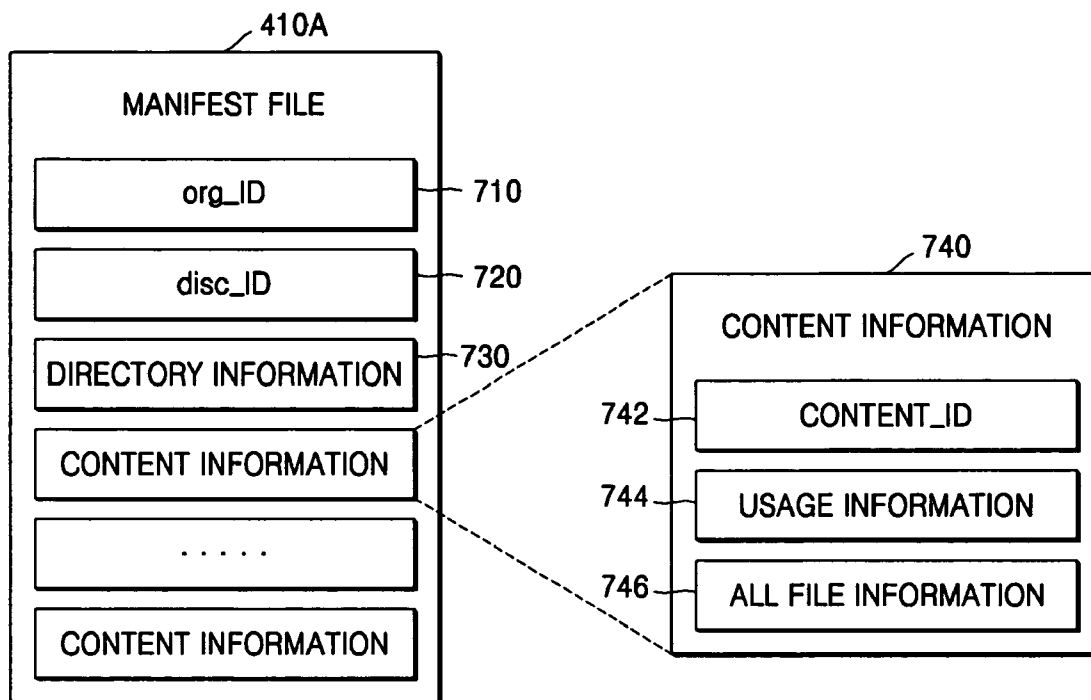 410A
MANIFEST FILE
org_ID
710
disc_ID
720
DIRECTORY INFORMATION
730
CONTENT INFORMATION
. . . . .
CONTENT INFORMATION
740
CONTENT INFORMATION
742
CONTENT_ID
744
USAGE INFORMATION
746
ALL FILE INFORMATION